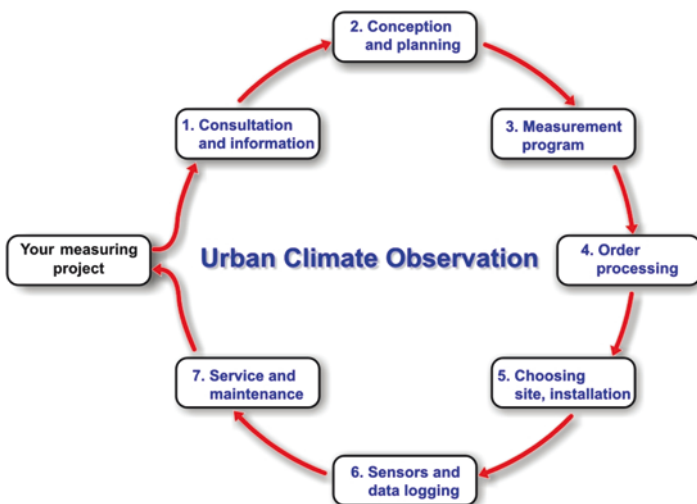 2. Conception
and planning
1. Consultation
and information
3. Measurement
program
Your measuring
project
Urban Climate Observation
4. Order
processing
7. Service and
maintenance
5. Choosing
site, installation
6. Sensors and
data logging